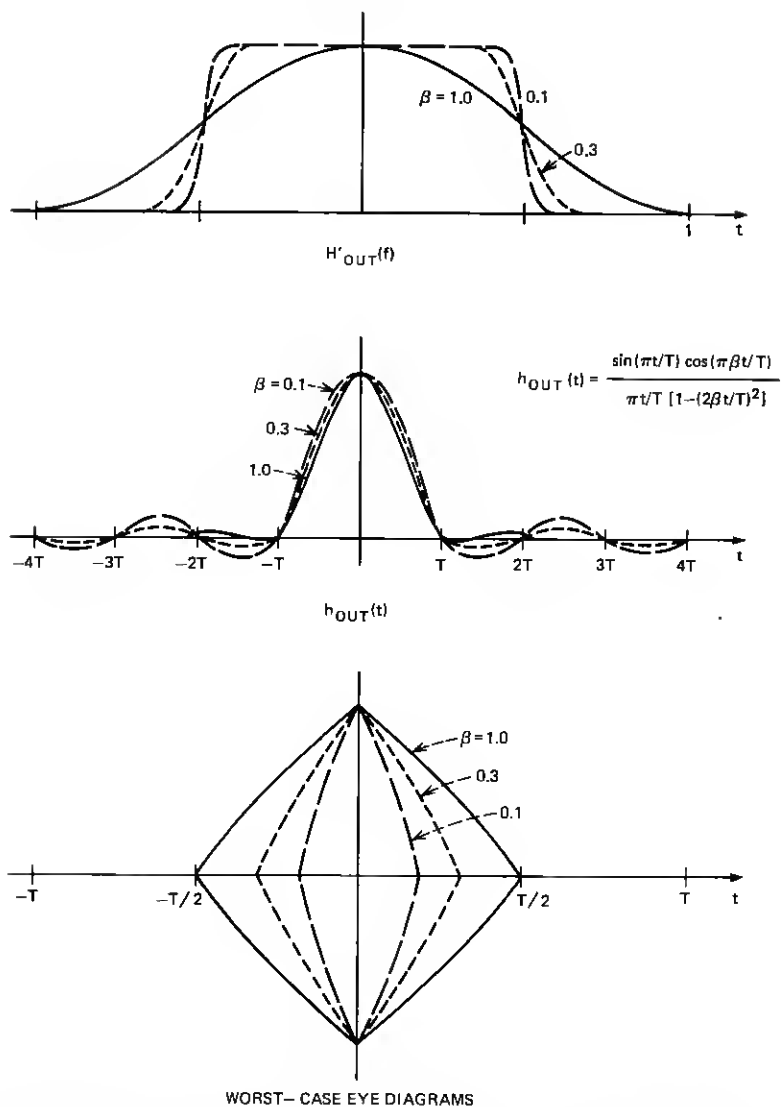 β = 1.0
0.1
0.3
1
t
H'OUT(f)
β = 0.1
0.3
1.0
hOUT (t) = sin (πt/T) cos (πβt/T)
πt/T [1–(2βt/T)²]
–4T
–3T
–2T
–T
T
2T
3T
4T
t
hOUT(t)
β = 1.0
0.3
0.1
–T
–T/2
T/2
T
t
WORST– CASE EYE DIAGRAMS